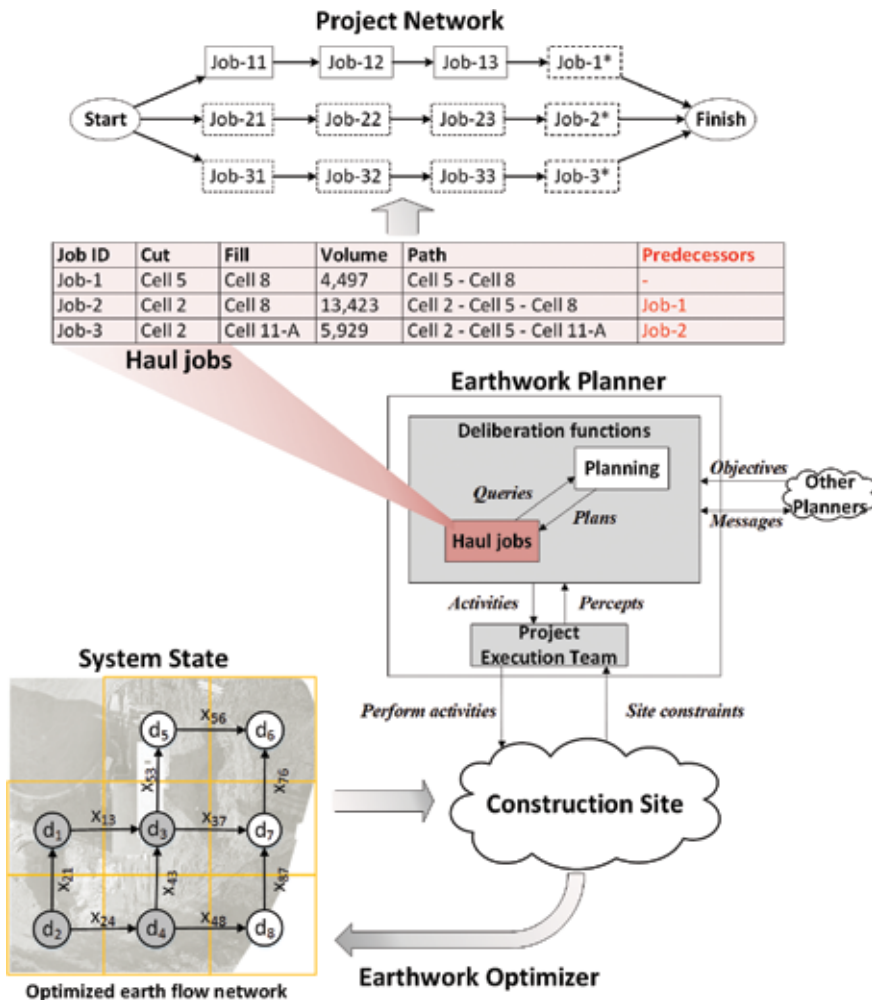 Project Network
Job-11 Job-12 Job-13 Job-1*
Start Job-21 Job-22 Job-23 Job-2* Finish
Job-31 Job-32 Job-33 Job-3*
Job ID Cut Fill Volume Path Predecessors
Job-1 Cell 5 Cell 8 4,497 Cell 5 - Cell 8 -
Job-2 Cell 2 Cell 8 13,423 Cell 2 - Cell 5 - Cell 8 Job-1
Job-3 Cell 2 Cell 11-A 5,929 Cell 2 - Cell 5 - Cell 11-A Job-2
Haul jobs
Earthwork Planner
Deliberation functions
Planning
Queries
Plans
Haul jobs
Objectives
Other
Planners
Messages
Activities Percepts
Project
Execution Team
System State
Perform activities Site constraints
d5 x56 d6
x53 x76
d1 x13 d3 x37 d7
x21 x43 x87
d2 x24 d4 x48 d8
Construction Site
Earthwork Optimizer
Optimized earth flow network